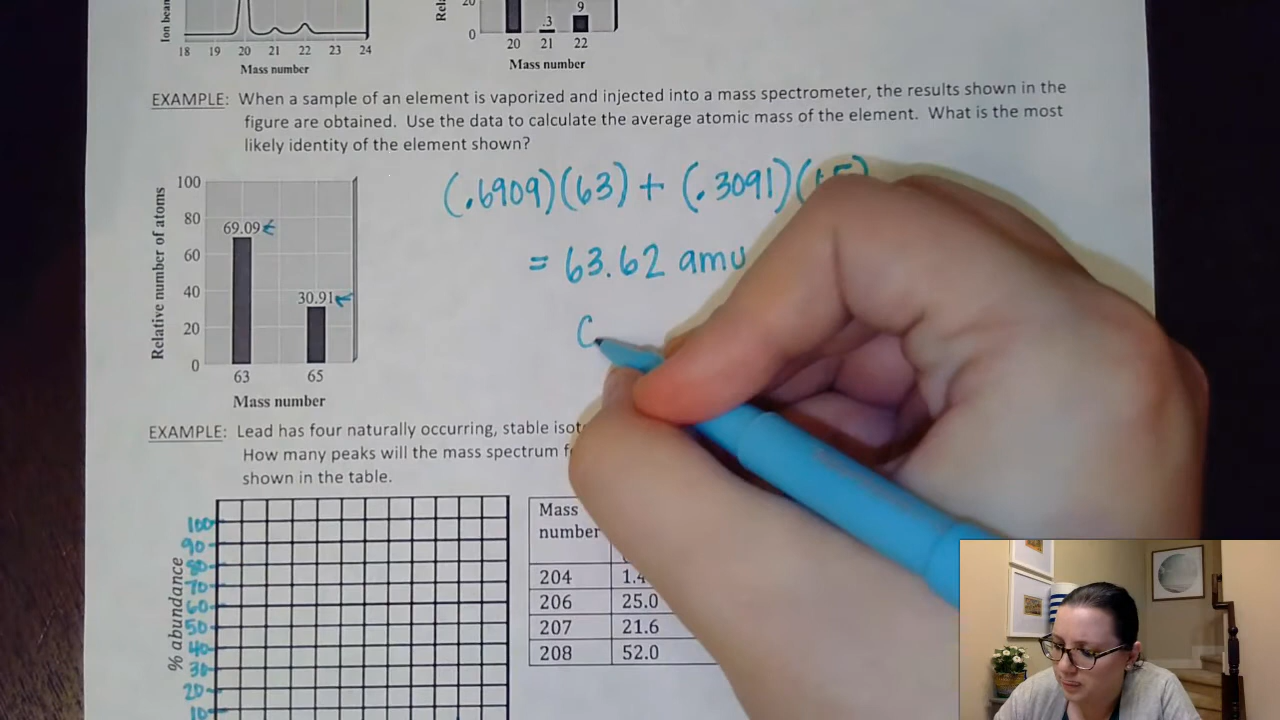 Ion bean
18 19 20 21 22 23 24
Mass number
20
0
.3
9
20 21 22
Mass number
EXAMPLE: When a sample of an element is vaporized and injected into a mass spectrometer, the results shown in the
figure are obtained. Use the data to calculate the average atomic mass of the element. What is the most
likely identity of the element shown?
Relative number of atoms
100
80
60
40
20
0
69.09
30.91
63 65
Mass number
(.6909)(63) + (.3091)(
= 63.62 amu
C
EXAMPLE: Lead has four naturally occurring, stable
How many peaks will the mass spectrum
shown in the table.
% abundance
100
90
80
70
60
50
40
30
20
10
Mass
number
204 1.4
206 25.0
207 21.6
208 52.0